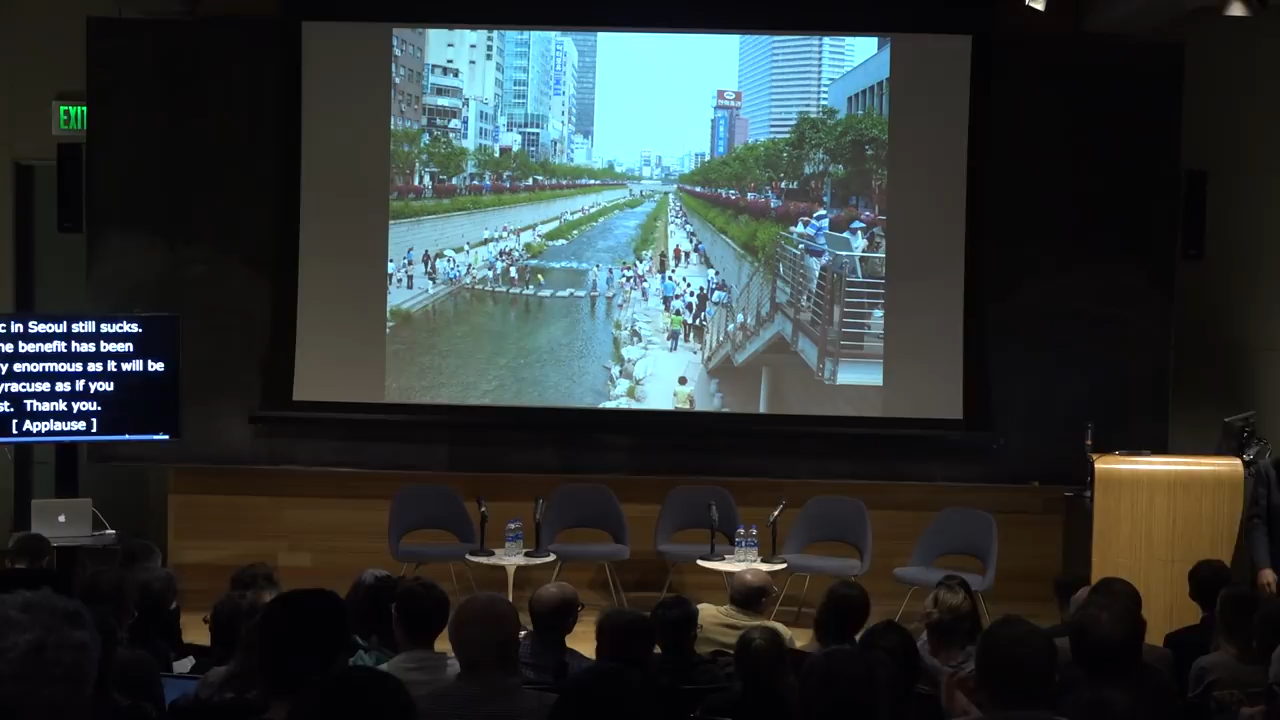 EXIT
c in Seoul still sucks.
ne benefit has been
y enormous as it will be
yracuse as if you
st. Thank you.
[ Applause ]